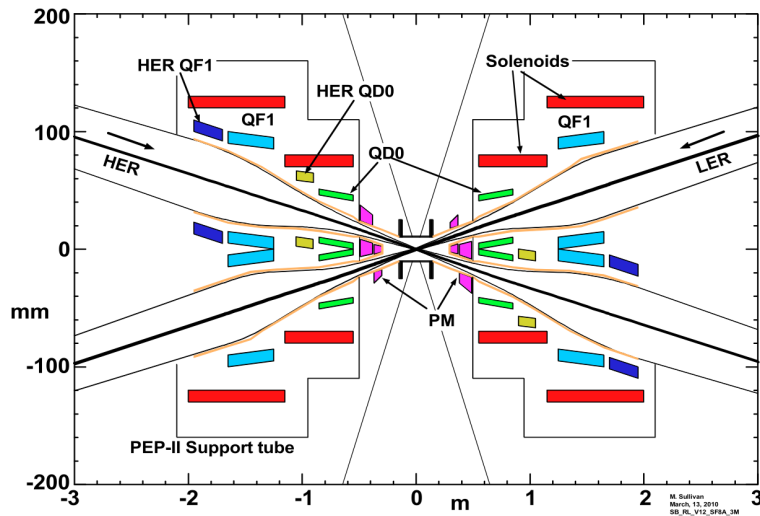 200
HER QF1
HER QD0
Solenoids
QF1
QF1
100
QD0
HER
LER
0
mm
PM
-100
PEP-II Support tube
-200
-3
-2
-1
0
m
1
2
3
M. Sullivan
March, 13, 2010
SB_RL_V12_SF8A_3M